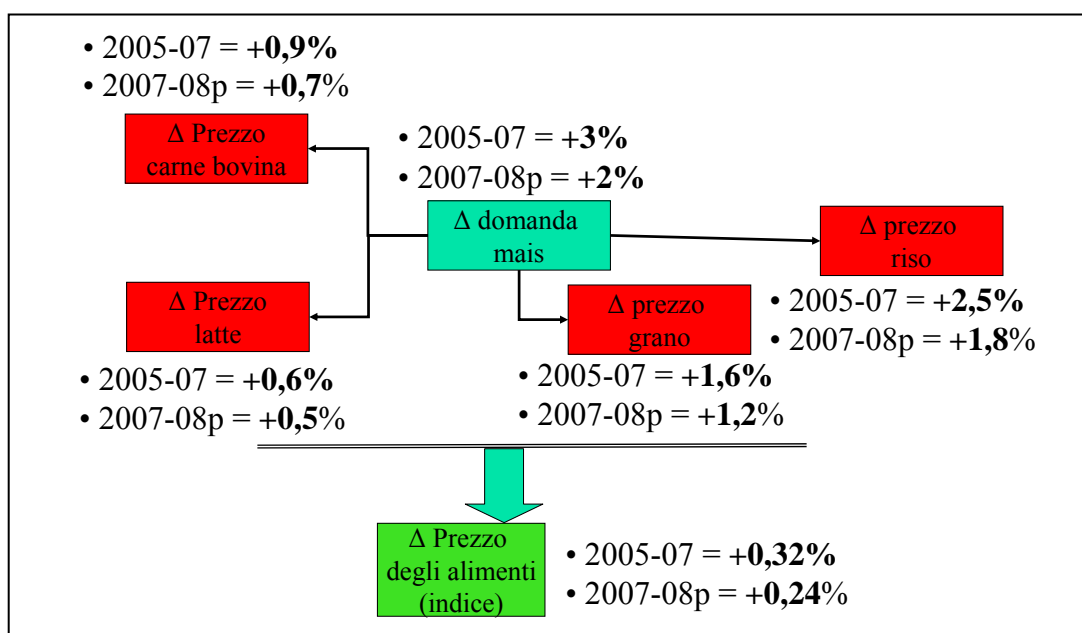 • 2005-07 = +0,9%
• 2007-08p = +0,7%
Δ Prezzo
carne bovina
• 2005-07 = +3%
• 2007-08p = +2%
Δ domanda
mais
Δ prezzo
riso
• 2005-07 = +2,5%
• 2007-08p = +1,8%
Δ Prezzo
latte
• 2005-07 = +0,6%
• 2007-08p = +0,5%
Δ prezzo
grano
• 2005-07 = +1,6%
• 2007-08p = +1,2%
Δ Prezzo
degli alimenti
(indice)
• 2005-07 = +0,32%
• 2007-08p = +0,24%